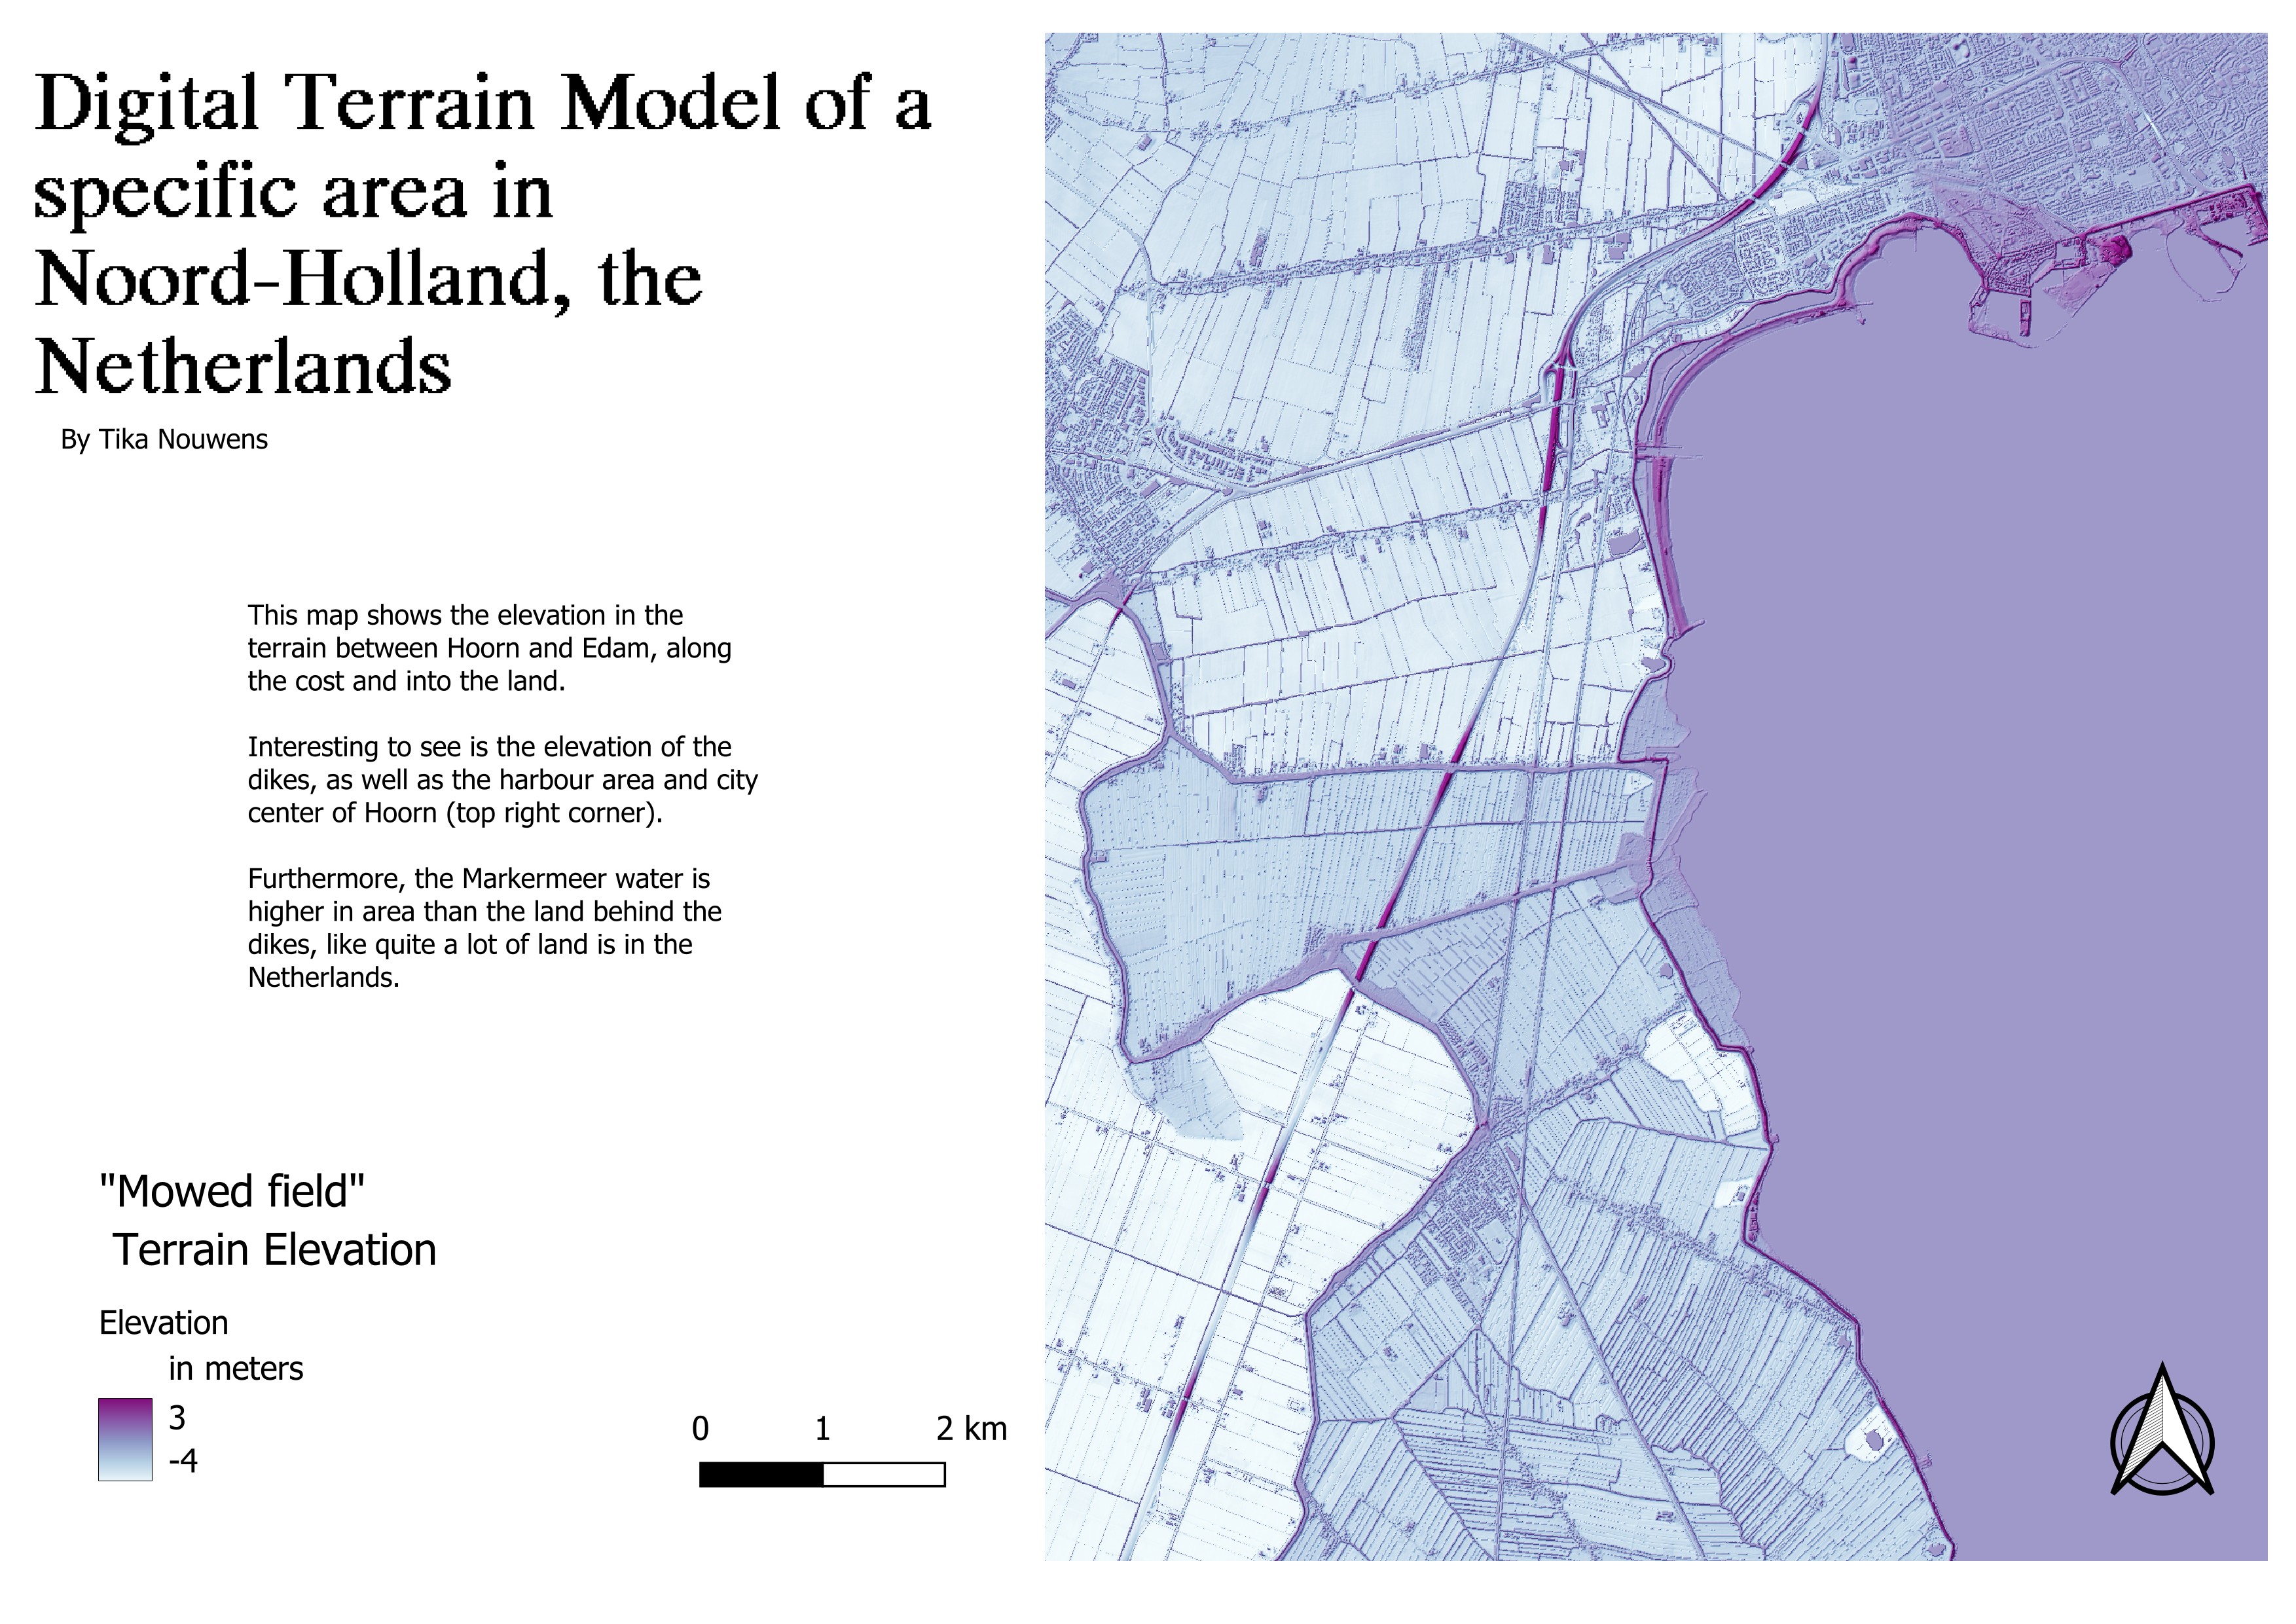 Digital Terrain Model of a
specific area in
Noord-Holland, the
Netherlands
By Tika Nouwens
This map shows the elevation in the
terrain between Hoorn and Edam, along
the cost and into the land.
Interesting to see is the elevation of the
dikes, as well as the harbour area and city
center of Hoorn (top right corner).
Furthermore, the Markermeer water is
higher in area than the land behind the
dikes, like quite a lot of land is in the
Netherlands.
"Mowed field"
Terrain Elevation
Elevation
in meters
3
-4
0 1 2 km